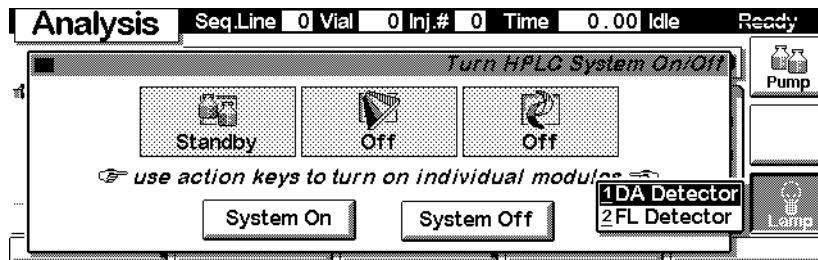 Analysis Seq.Line 0 Vial 0 Inj.# 0 Time 0.00 Idle Ready
Turn HPLC System On/Off
Pump
Standby Off Off
use action keys to turn on individual modules
1 DA Detector
2 FL Detector
System On System Off
Lamp